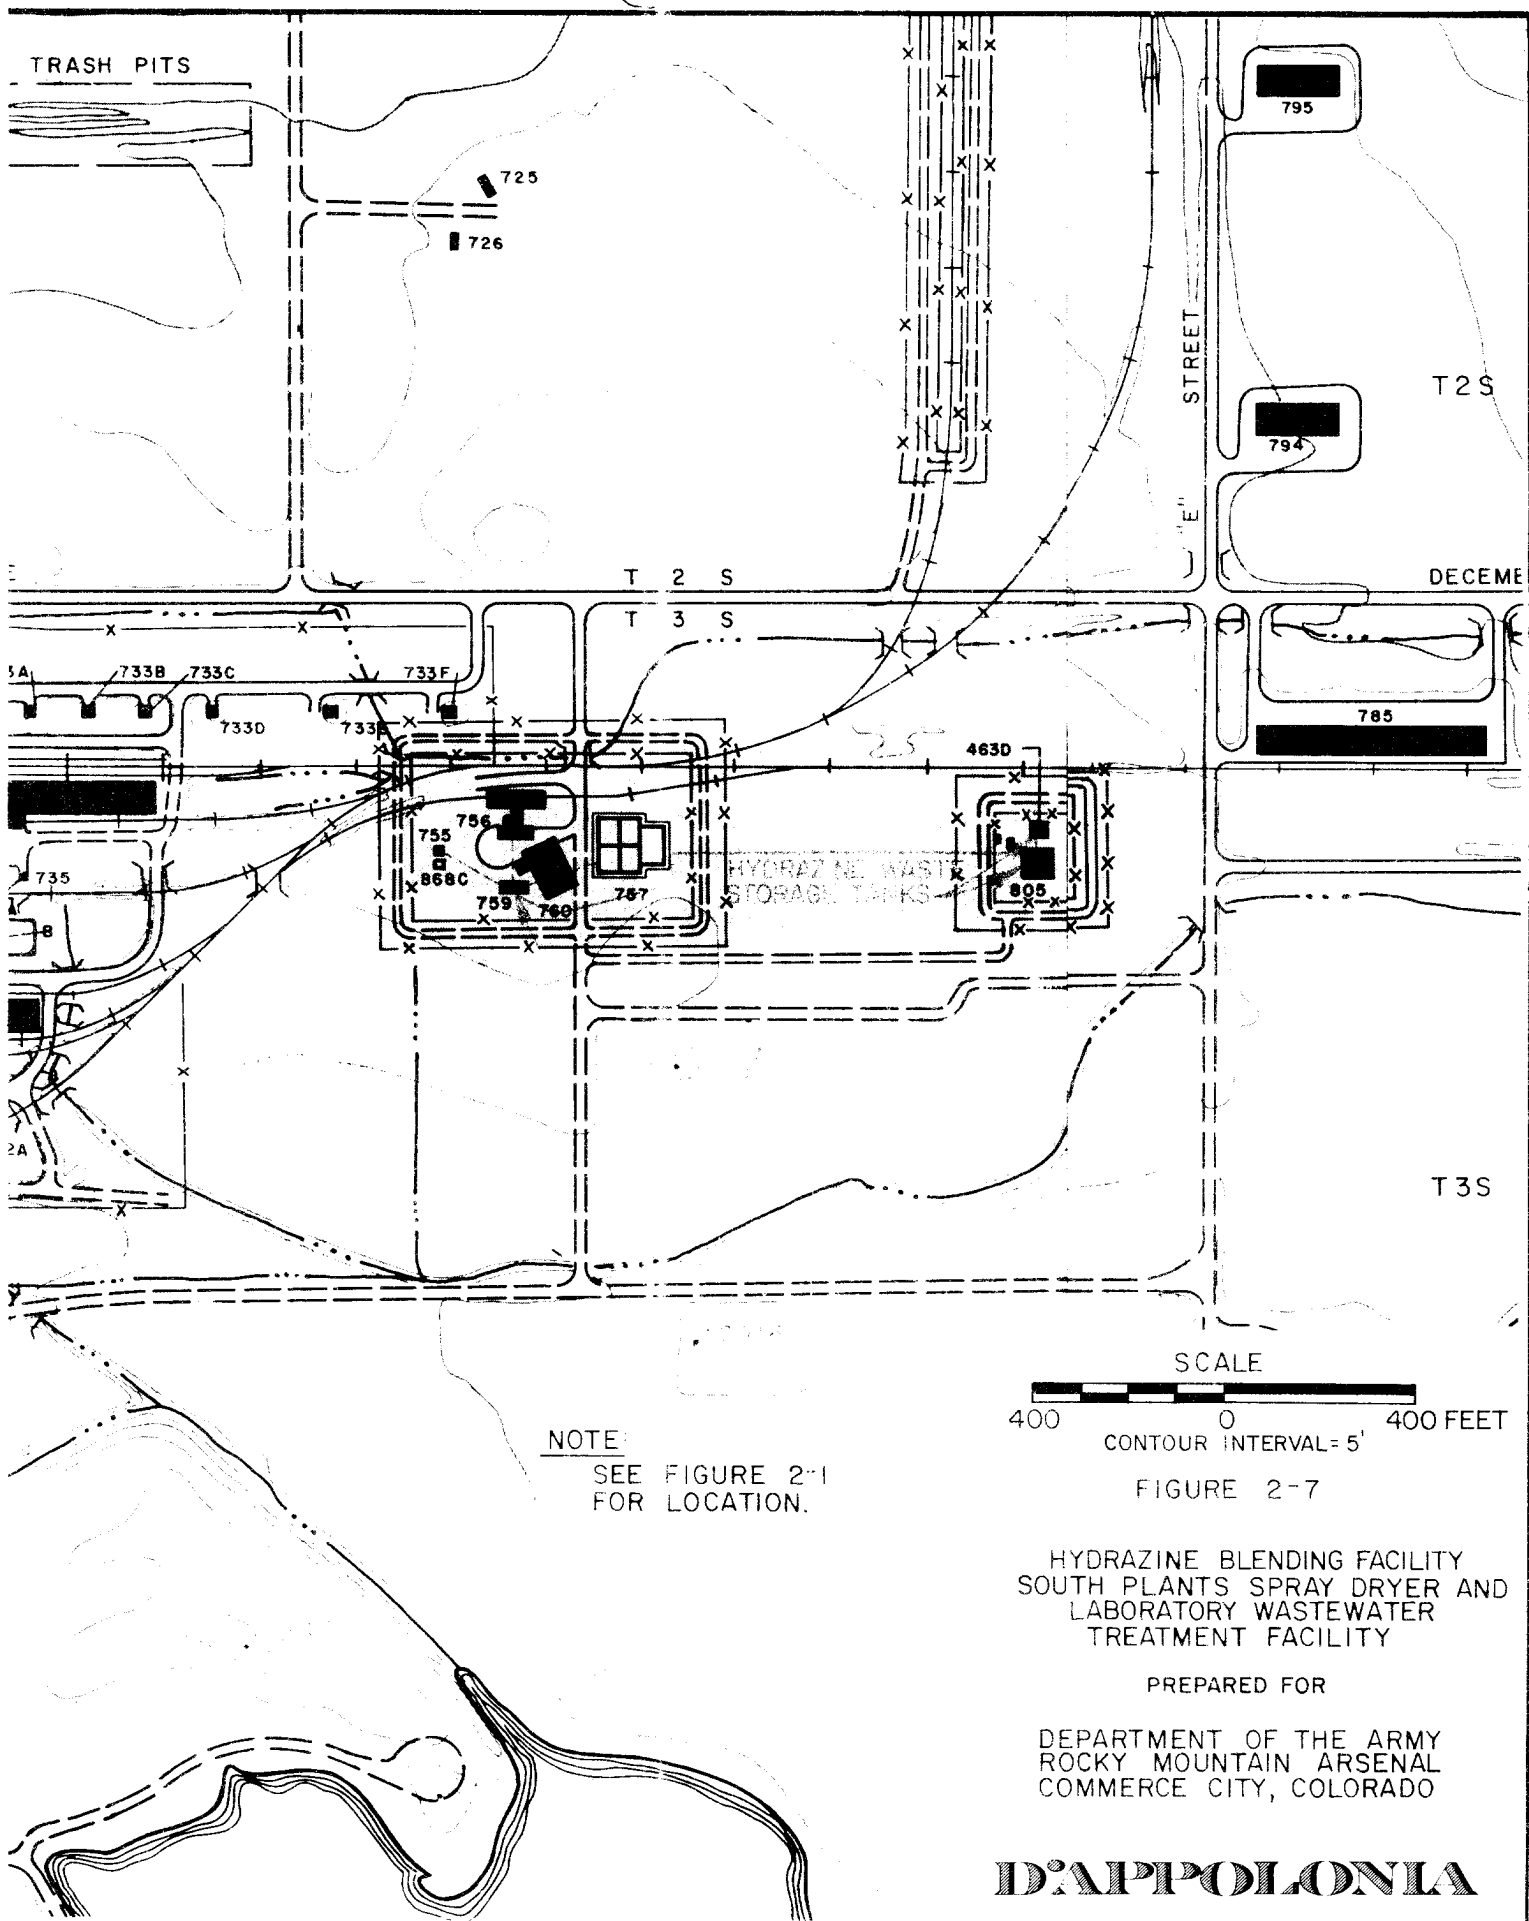 TRASH PITS
795
725
726
STREET
"E"
T2S
794
T 2 S
DECEME
T 3 S
3A
733B
733C
733F
733D
733E
785
463D
756
755
868C
735
HYDRAZINE WASTE
STORAGE TANKS
759
760
757
805
B
2A
T3S
SCALE
400 0 400 FEET
CONTOUR INTERVAL= 5'
NOTE:
SEE FIGURE 2-1
FOR LOCATION.
FIGURE 2-7
HYDRAZINE BLENDING FACILITY
SOUTH PLANTS SPRAY DRYER AND
LABORATORY WASTEWATER
TREATMENT FACILITY
PREPARED FOR
DEPARTMENT OF THE ARMY
ROCKY MOUNTAIN ARSENAL
COMMERCE CITY, COLORADO
D'APPOLONIA